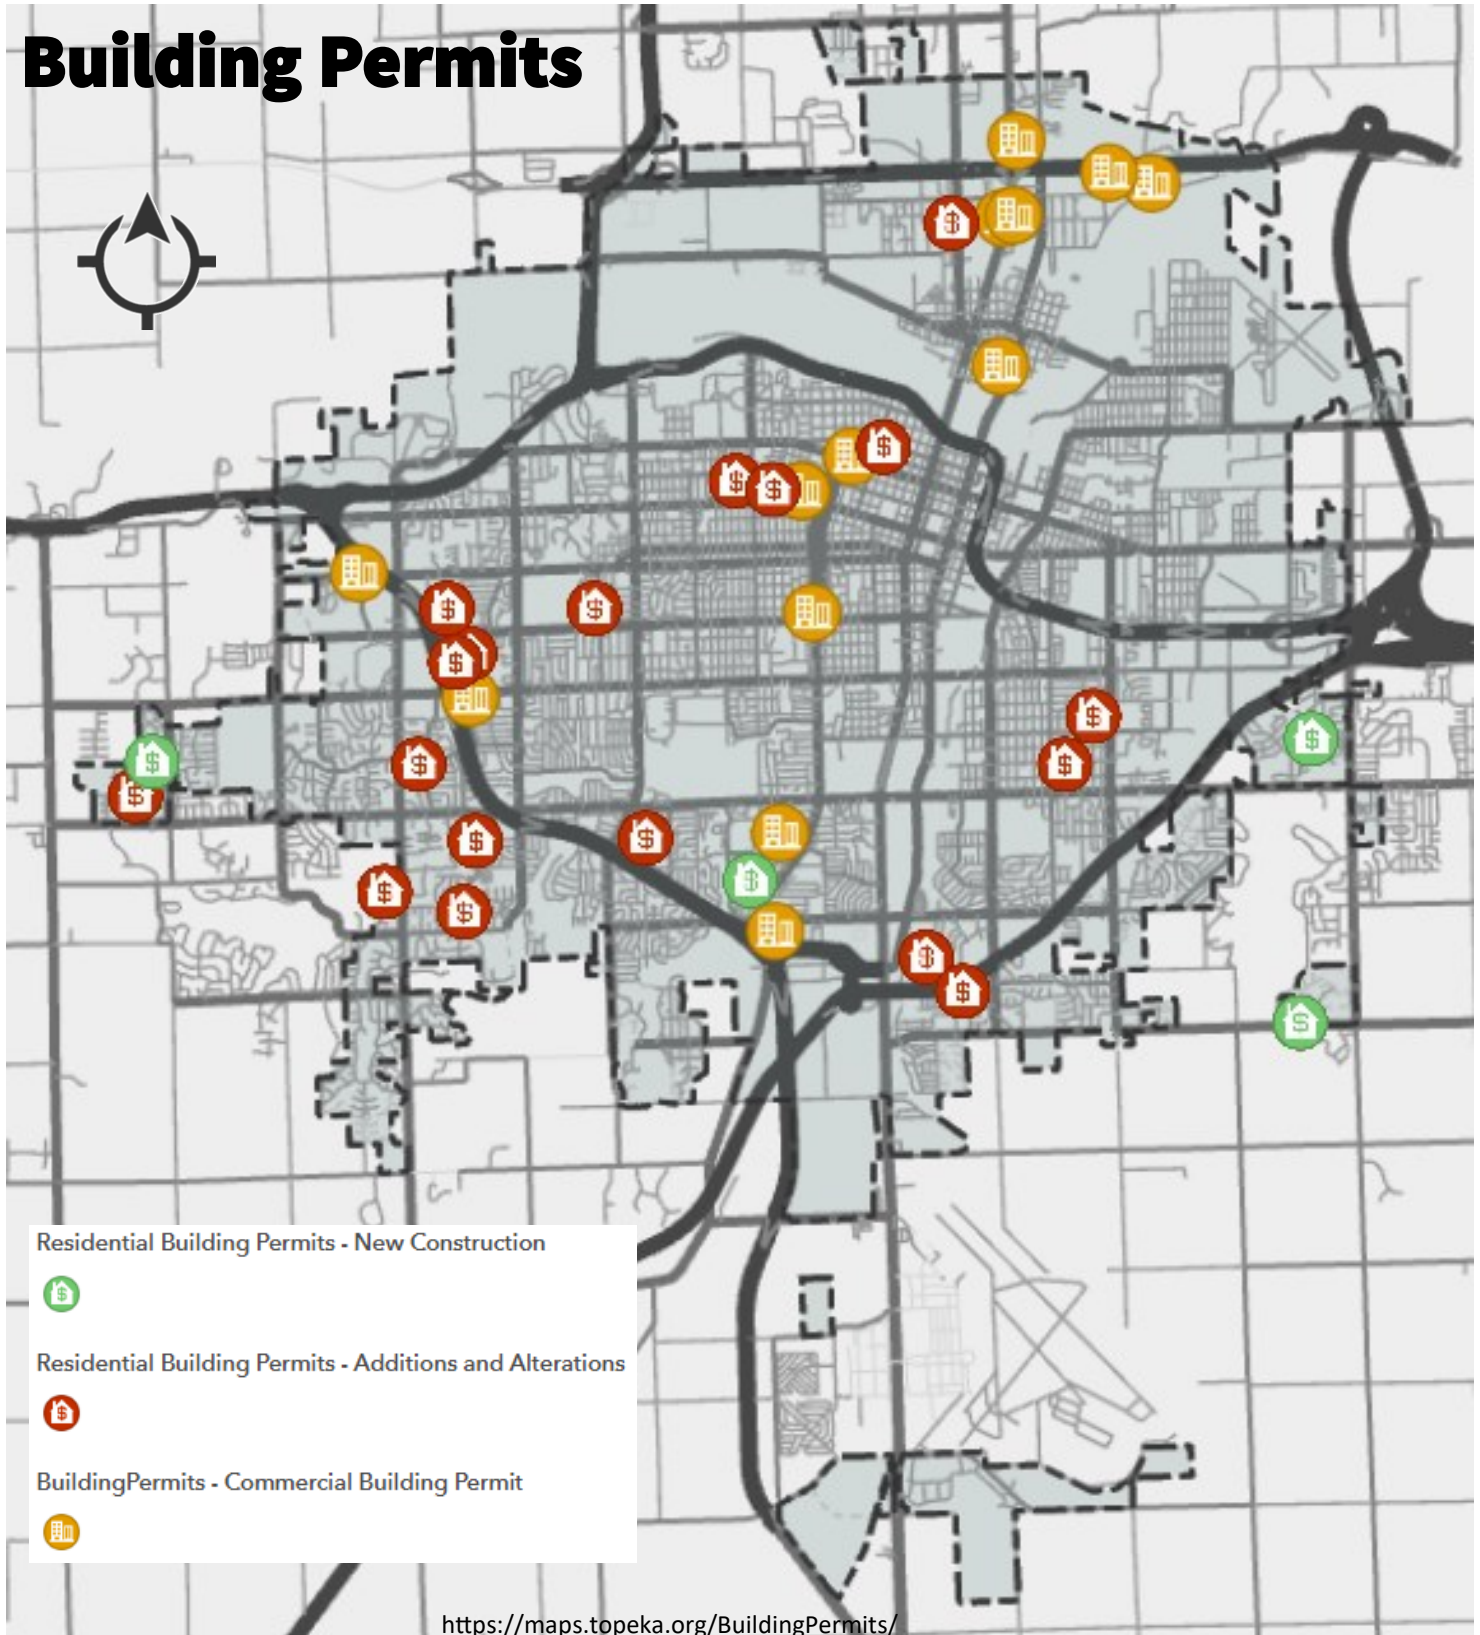 Building Permits
Residential Building Permits - New Construction
Residential Building Permits - Additions and Alterations
BuildingPermits - Commercial Building Permit
https://maps.topeka.org/BuildingPermits/